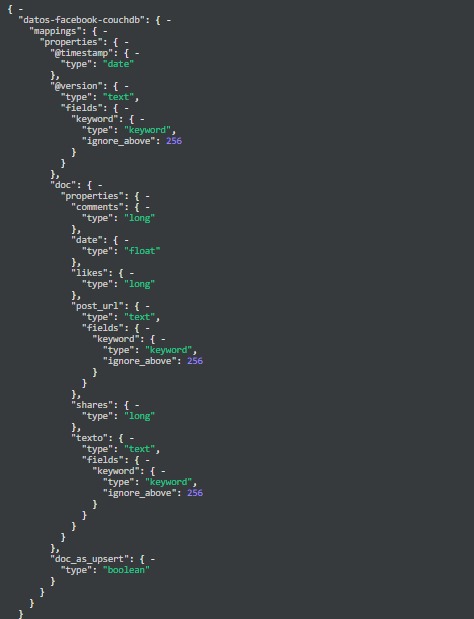 { -
  "datos-facebook-couchdb": { -
    "mappings": { -
      "properties": { -
        "@timestamp": { -
          "type": "date"
        },
        "@version": { -
          "type": "text",
          "fields": { -
            "keyword": { -
              "type": "keyword",
              "ignore_above": 256
            }
          }
        },
        "doc": { -
          "properties": { -
            "comments": { -
              "type": "long"
            },
            "date": { -
              "type": "float"
            },
            "likes": { -
              "type": "long"
            },
            "post_url": { -
              "type": "text",
              "fields": { -
                "keyword": { -
                  "type": "keyword",
                  "ignore_above": 256
                }
              }
            },
            "shares": { -
              "type": "long"
            },
            "texto": { -
              "type": "text",
              "fields": { -
                "keyword": { -
                  "type": "keyword",
                  "ignore_above": 256
                }
              }
            }
          }
        },
        "doc_as_upsert": { -
          "type": "boolean"
        }
      }
    }
  }